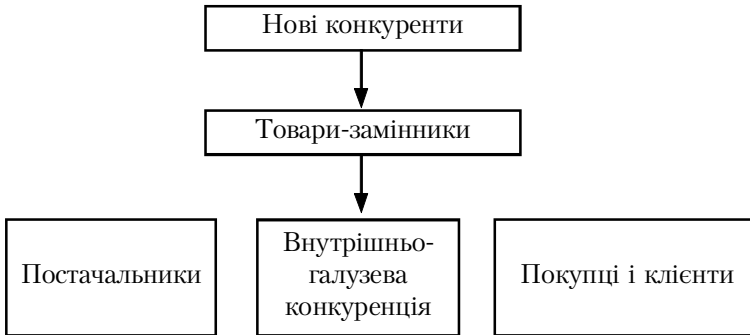 Нові конкуренти
Товари-замінники
Постачальники
Внутрішньо-
галузева
конкуренція
Покупці і клієнти